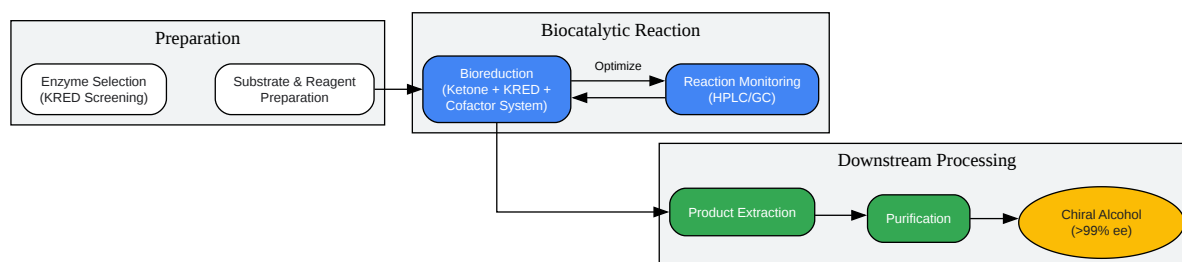 Preparation
Enzyme Selection
(KRED Screening)
Substrate & Reagent
Preparation
Biocatalytic Reaction
Bioreduction
(Ketone + KRED +
Cofactor System)
Optimize
Reaction Monitoring
(HPLC/GC)
Downstream Processing
Product Extraction
Purification
Chiral Alcohol
(>99% ee)